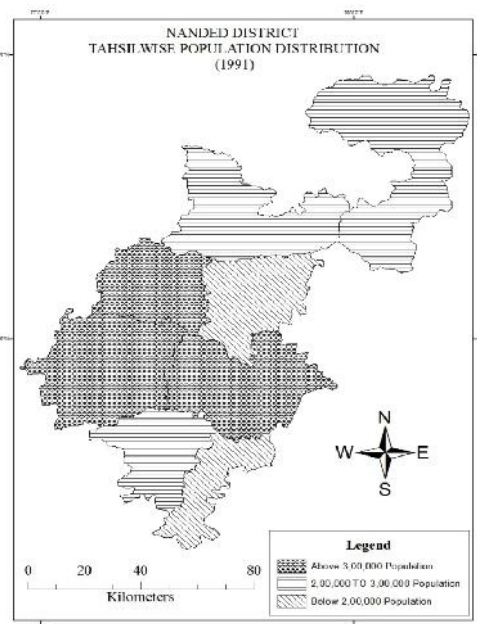 NANDED DISTRICT
TAHSILWISE POPULATION DISTRIBUTION
(1991)
N
W E
S
Legend
Above 3,00,000 Population
2,00,000 TO 3,00,000 Population
Below 2,00,000 Population
0 20 40 80
Kilometers